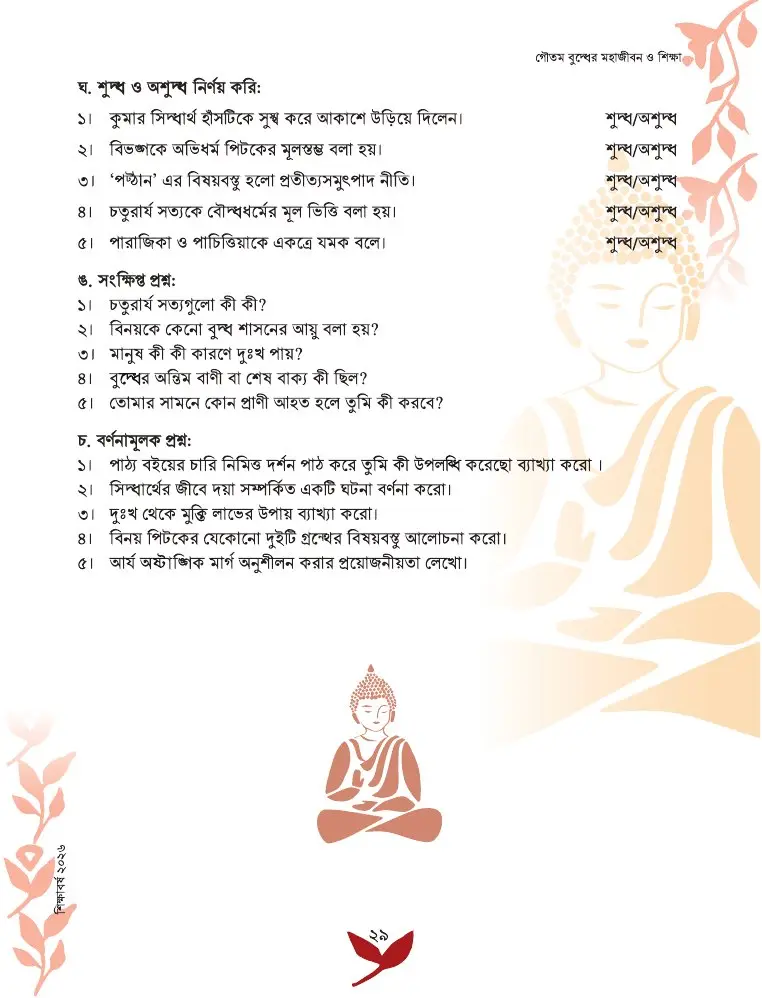 গৌতম বুদ্ধের মহাজীবন ও শিক্ষা
ঘ. শুদ্ধ ও অশুদ্ধ নির্ণয় করি:
১। কুমার সিদ্ধার্থ হাঁসটিকে সুস্থ করে আকাশে উড়িয়ে দিলেন। শুদ্ধ/অশুদ্ধ
২। বিভঙ্গকে অভিধর্ম পিটকের মূলস্তম্ভ বলা হয়। শুদ্ধ/অশুদ্ধ
৩। ‘পট্ঠান’ এর বিষয়বস্তু হলো প্রতীত্যসমুৎপাদ নীতি। শুদ্ধ/অশুদ্ধ
৪। চতুরার্য সত্যকে বৌদ্ধধর্মের মূল ভিত্তি বলা হয়। শুদ্ধ/অশুদ্ধ
৫। পারাজিকা ও পাচিত্তিয়াকে একত্রে যমক বলে। শুদ্ধ/অশুদ্ধ
ঙ. সংক্ষিপ্ত প্রশ্ন:
১। চতুরার্য সত্যগুলো কী কী?
২। বিনয়কে কেনো বুদ্ধ শাসনের আয়ু বলা হয়?
৩। মানুষ কী কী কারণে দুঃখ পায়?
৪। বুদ্ধের অন্তিম বাণী বা শেষ বাক্য কী ছিল?
৫। তোমার সামনে কোন প্রাণী আহত হলে তুমি কী করবে?
চ. বর্ণনামূলক প্রশ্ন:
১। পাঠ্য বইয়ের চারি নিমিত্ত দর্শন পাঠ করে তুমি কী উপলব্ধি করেছো ব্যাখ্যা করো ।
২। সিদ্ধার্থের জীবে দয়া সম্পর্কিত একটি ঘটনা বর্ণনা করো।
৩। দুঃখ থেকে মুক্তি লাভের উপায় ব্যাখ্যা করো।
৪। বিনয় পিটকের যেকোনো দুইটি গ্রন্থের বিষয়বস্তু আলোচনা করো।
৫। আর্য অষ্টাঙ্গিক মার্গ অনুশীলন করার প্রয়োজনীয়তা লেখো।
শিক্ষাবর্ষ ২০২৬
২৯